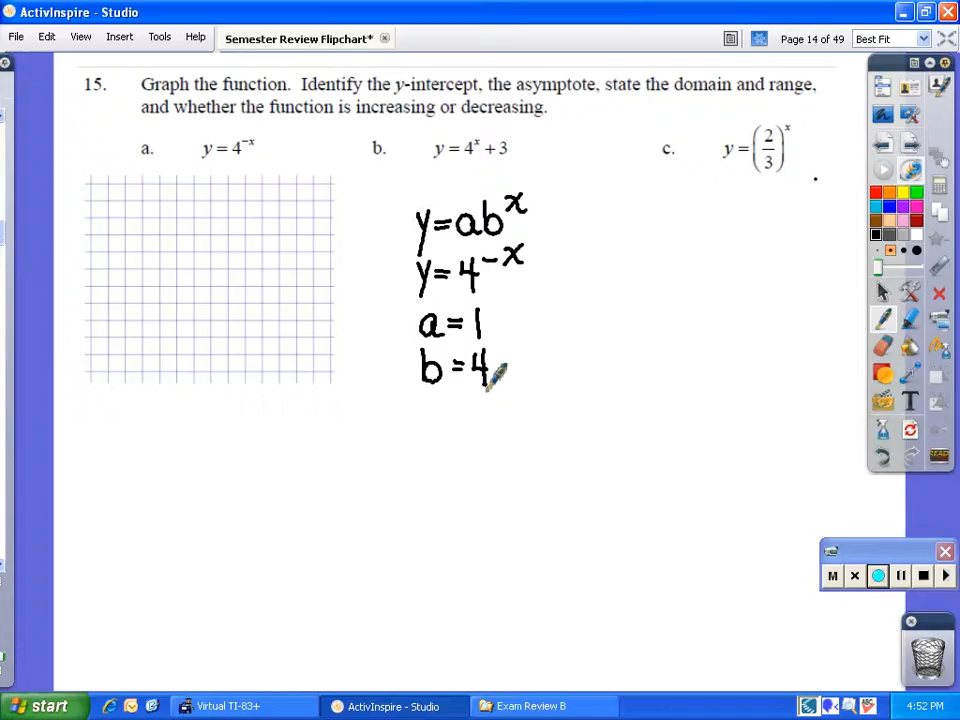 ActivInspire - Studio
File Edit View Insert Tools Help
Semester Review Flipchart*
Page 14 of 49
Best Fit
15. Graph the function. Identify the y-intercept, the asymptote, state the domain and range,
and whether the function is increasing or decreasing.
a. y = 4^{-x} b. y = 4^x + 3 c. y = (2/3)^x
y = ab^x
y = 4^{-x}
a = 1
b = 4
M
start
Virtual TI-83+
ActivInspire - Studio
Exam Review B
4:52 PM